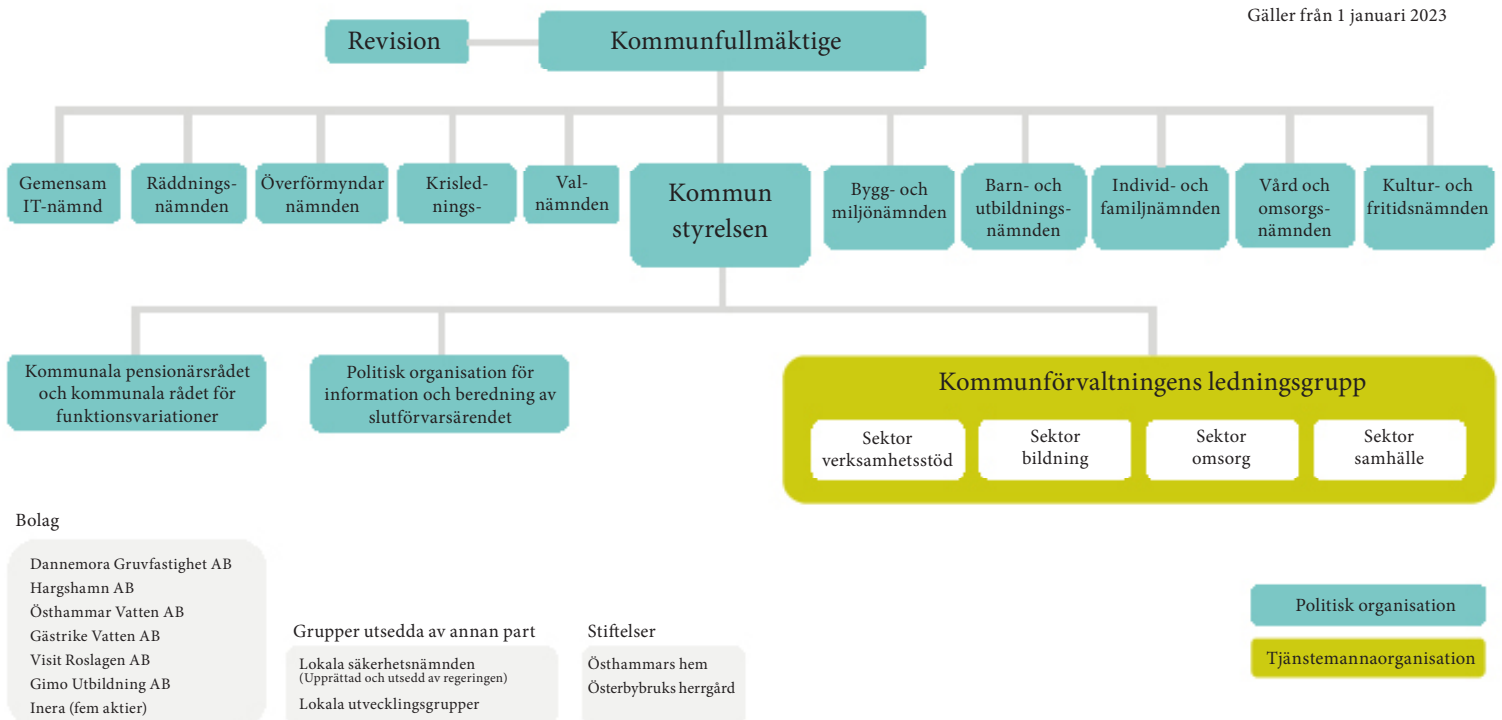 Gäller från 1 januari 2023
Revision
Kommunfullmäktige
Gemensam
IT-nämnd
Räddnings-
nämnden
Överförmyndar
nämnden
Krisled-
nings-
Val-
nämnden
Kommun
styrelsen
Bygg- och
miljönämnden
Barn- och
utbildnings-
nämnden
Individ- och
familjnämnden
Vård och
omsorgs-
nämnden
Kultur- och
fritidsnämnden
Kommunala pensionärsrådet
och kommunala rådet för
funktionsvariationer
Politisk organisation för
information och beredning av
slutförvarsärendet
Kommunförvaltningens ledningsgrupp
Sektor
verksamhetsstöd
Sektor
bildning
Sektor
omsorg
Sektor
samhälle
Bolag
Dannemora Gruvfastighet AB
Hargshamn AB
Östhammar Vatten AB
Gästrike Vatten AB
Visit Roslagen AB
Gimo Utbildning AB
Inera (fem aktier)
Grupper utsedda av annan part
Lokala säkerhetsnämnden
(Upprättad och utsedd av regeringen)
Lokala utvecklingsgrupper
Stiftelser
Östhammars hem
Österbybruks herrgård
Politisk organisation
Tjänstemannaorganisation